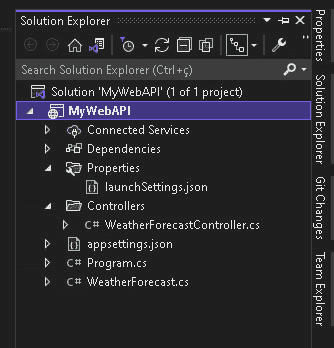 Solution Explorer
Search Solution Explorer (Ctrl+ç)
Solution 'MyWebAPI' (1 of 1 project)
MyWebAPI
Connected Services
Dependencies
Properties
launchSettings.json
Controllers
C# WeatherForecastController.cs
appsettings.json
C# Program.cs
C# WeatherForecast.cs
Properties
Solution Explorer
Git Changes
Team Explorer